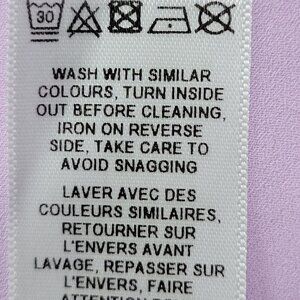 30
WASH WITH SIMILAR
COLOURS, TURN INSIDE
OUT BEFORE CLEANING,
IRON ON REVERSE
SIDE, TAKE CARE TO
AVOID SNAGGING
LAVER AVEC DES
COULEURS SIMILAIRES,
RETOURNER SUR
L'ENVERS AVANT
LAVAGE, REPASSER SUR
L'ENVERS, FAIRE